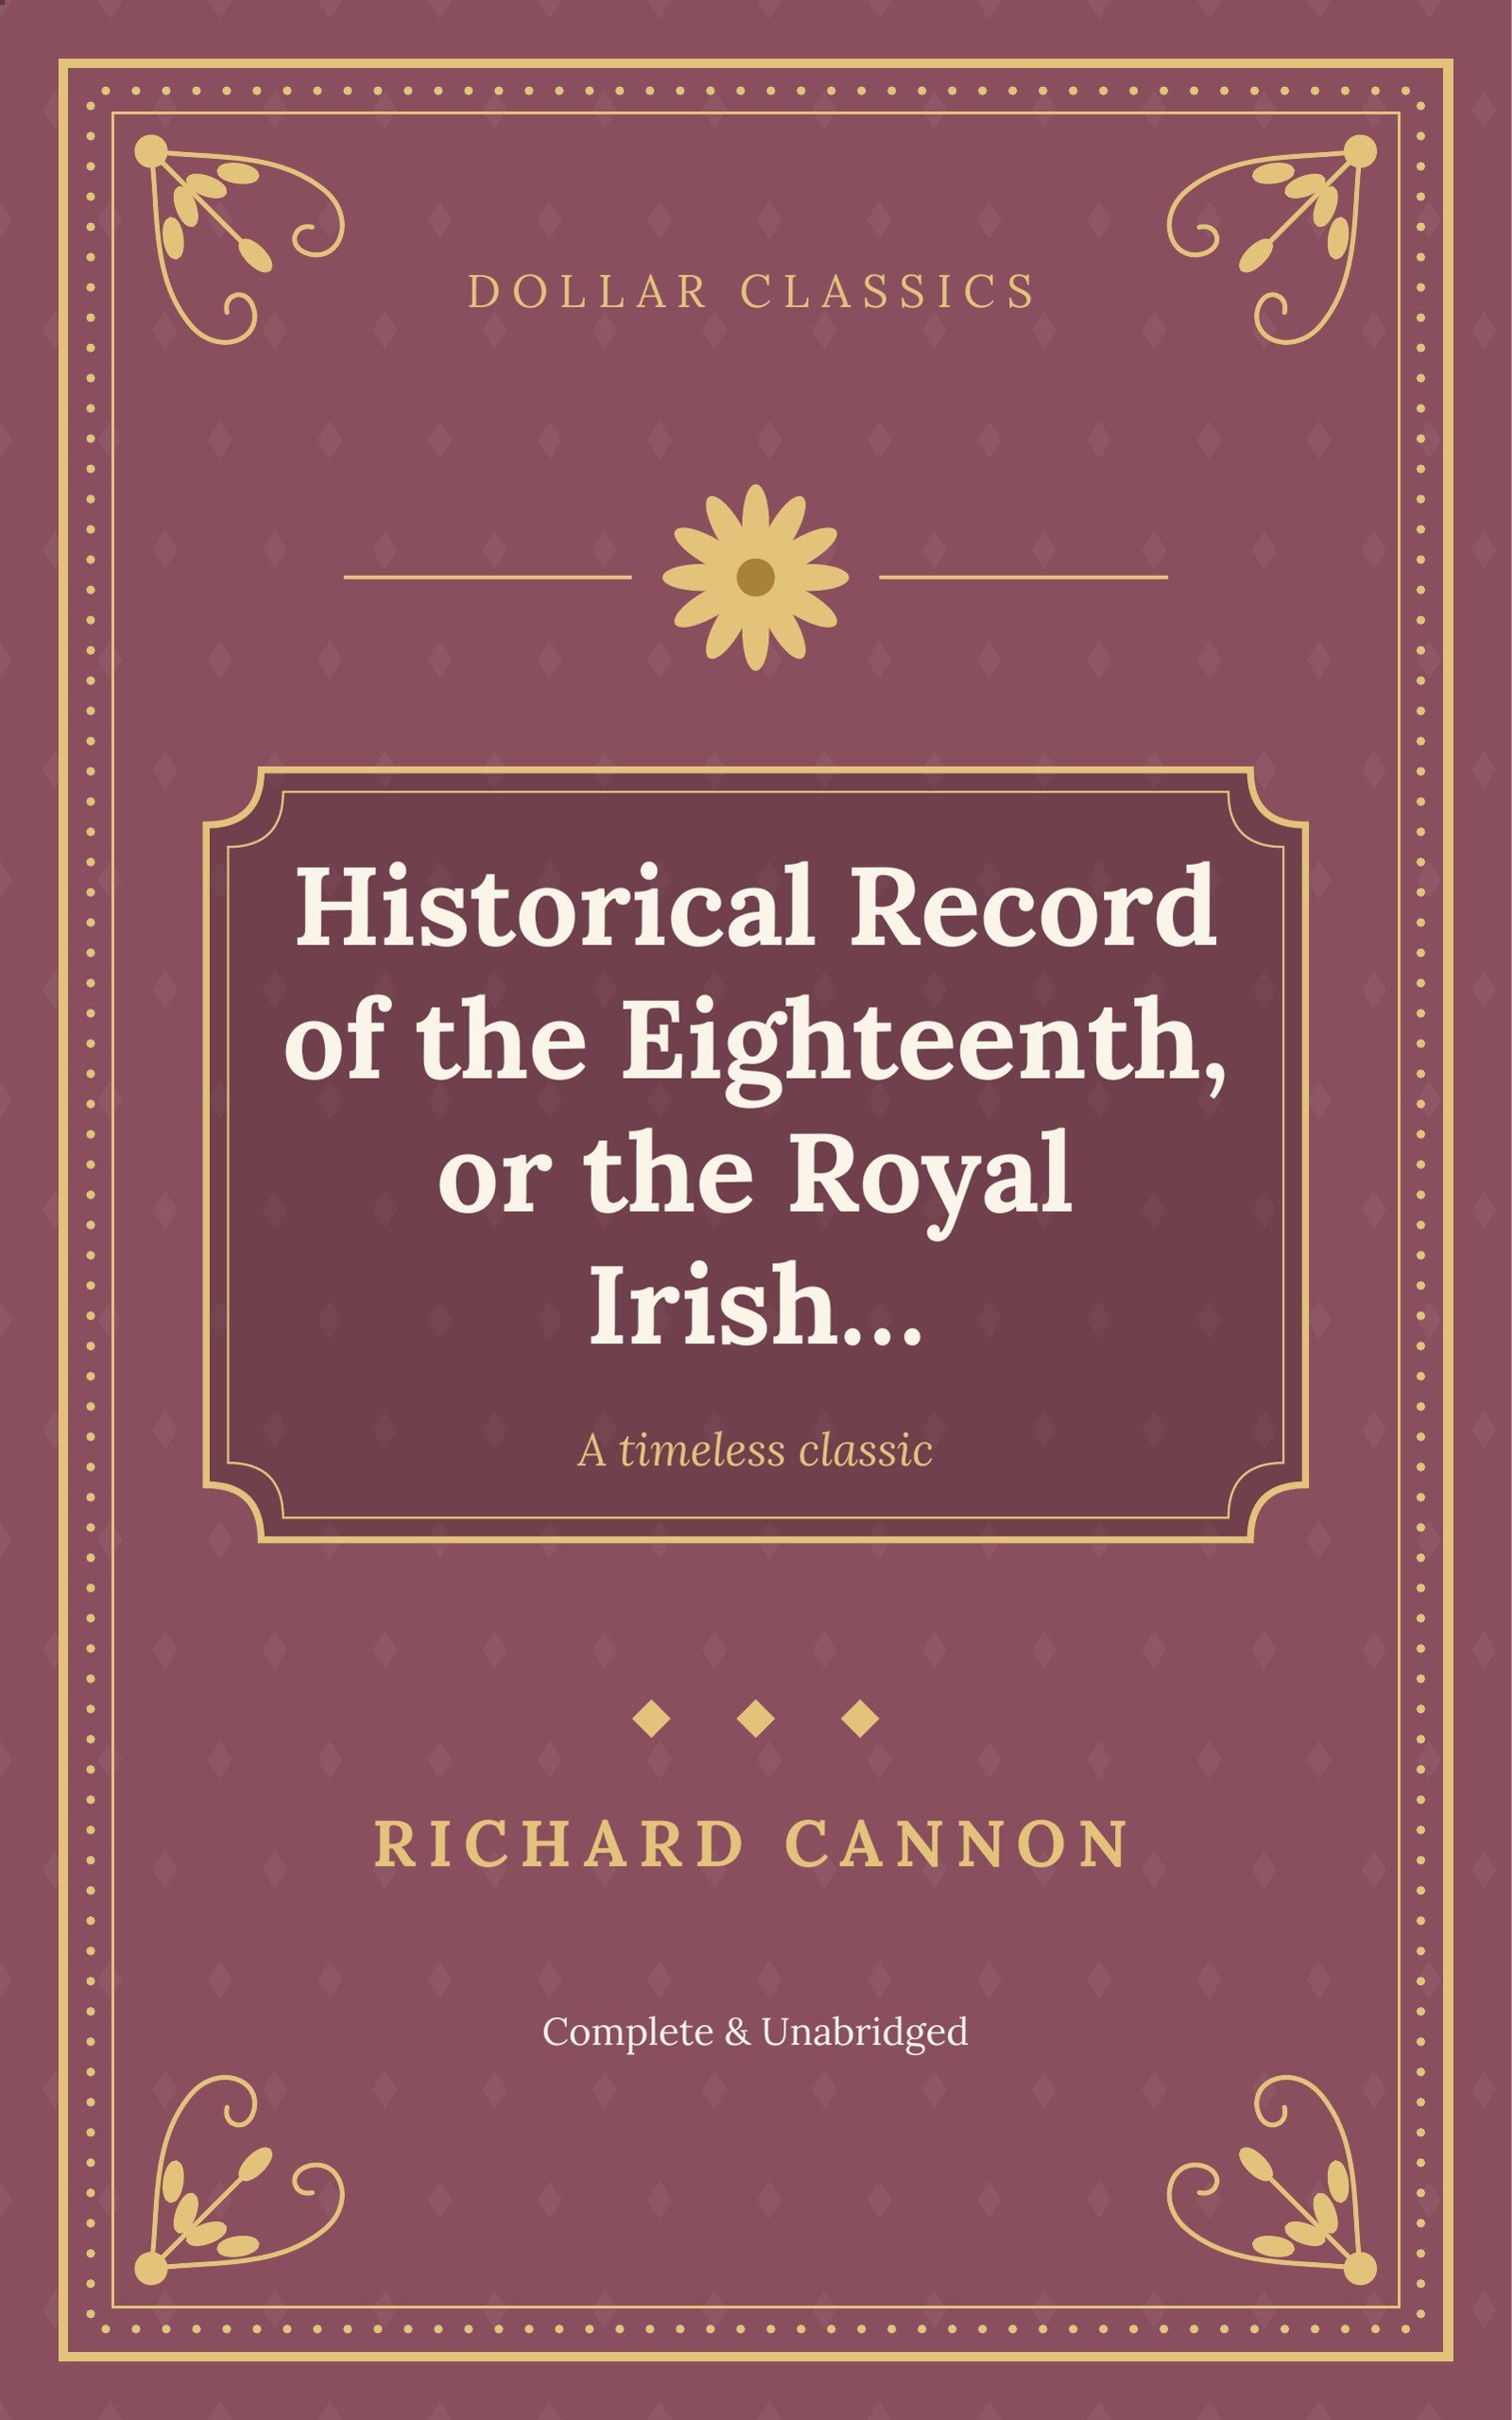 DOLLAR CLASSICS
Historical Record
of the Eighteenth,
or the Royal
Irish...
A timeless classic
RICHARD CANNON
Complete & Unabridged